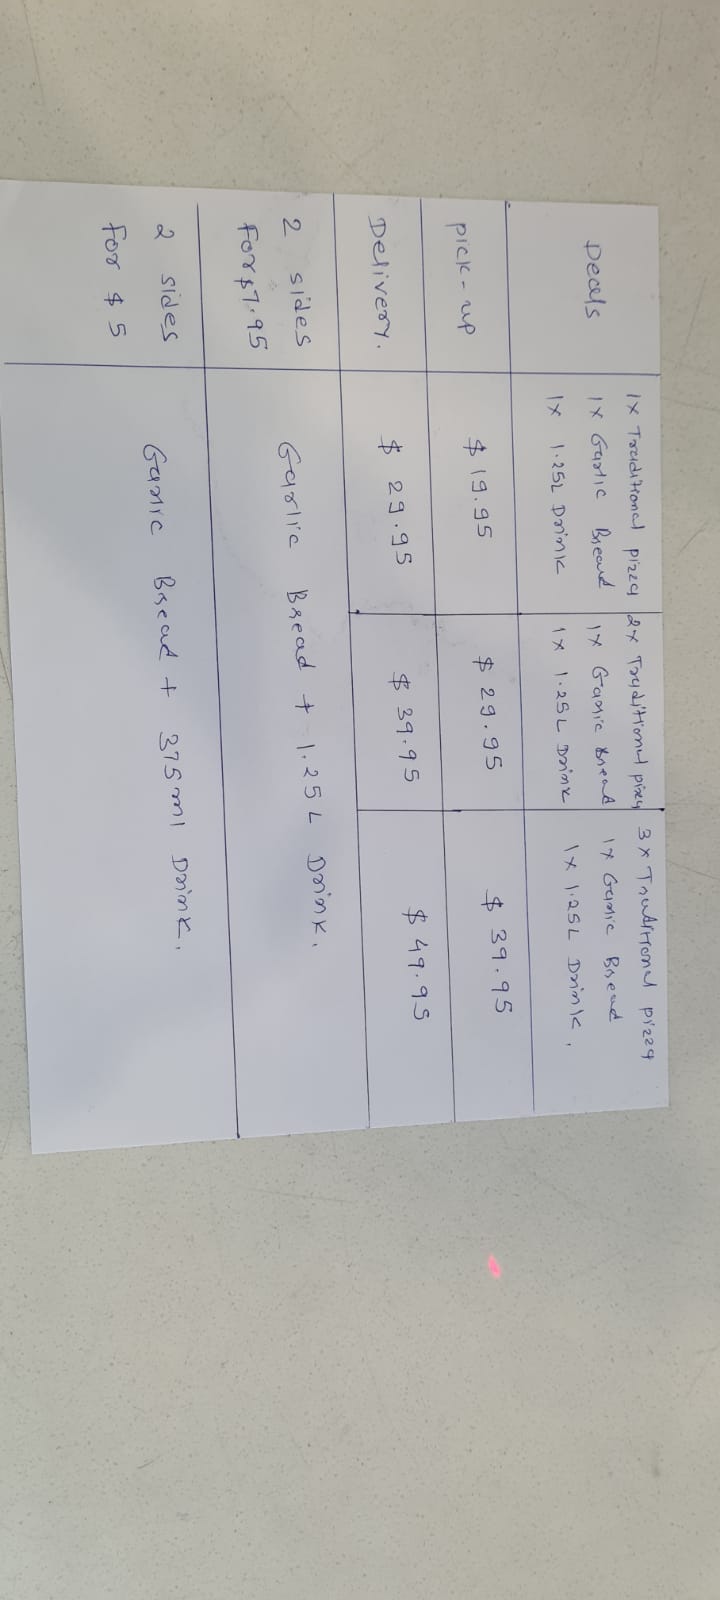 Deals
1x Traditional pizza
1x Garlic Bread
1x 1.25L Drink
2x Traditional pizza
1x Garlic Bread
1x 1.25L Drink
3x Traditional pizza
1x Garlic Bread
1x 1.25L Drink.
Pick-up
$19.95
$29.95
$39.95
Delivery.
$29.95
$39.95
$49.95
2 sides
For $7.95
Garlic Bread + 1.25L Drink.
2 sides
for $5
Garlic Bread + 375ml Drink.